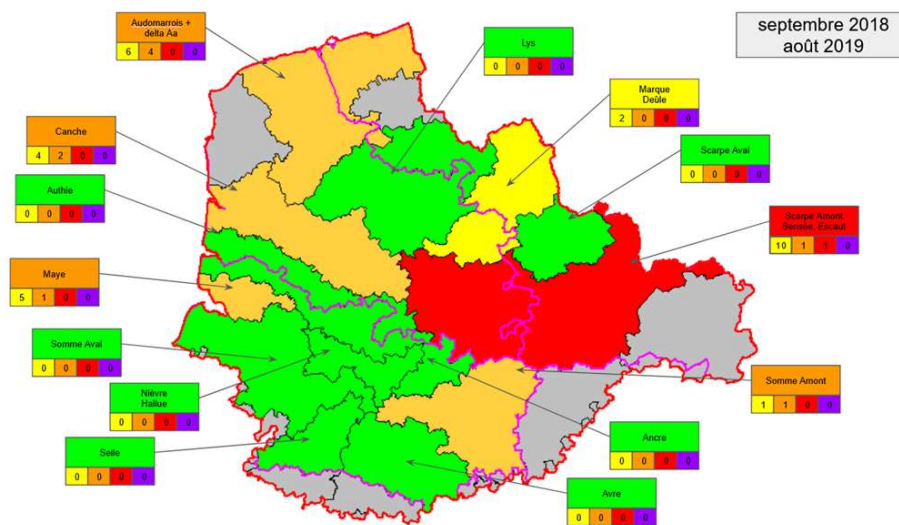 septembre 2018
août 2019
Audomarrois +
delta Aa
6 4 0 0
Lys
0 0 0 0
Marque
Deûle
2 0 0 0
Canche
4 2 0 0
Scarpe Aval
0 0 0 0
Authie
0 0 0 0
Scarpe Amont
Sensée, Escaut
10 1 1 0
Maye
5 1 0 0
Somme Aval
0 0 0 0
Somme Amont
1 1 0 0
Nièvre
Hallue
0 0 0 0
Ancre
0 0 0 0
Selle
0 0 0 0
Avre
0 0 0 0